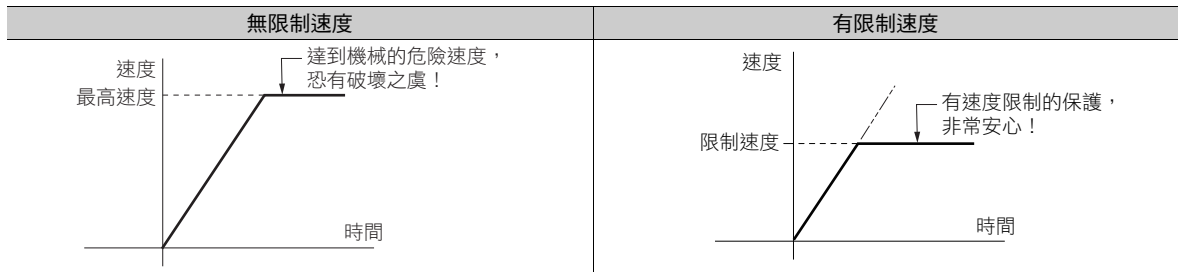 無限制速度
有限制速度
速度
最高速度
達到機械的危險速度，
恐有破壞之虞！
時間
速度
限制速度
有速度限制的保護，
非常安心！
時間